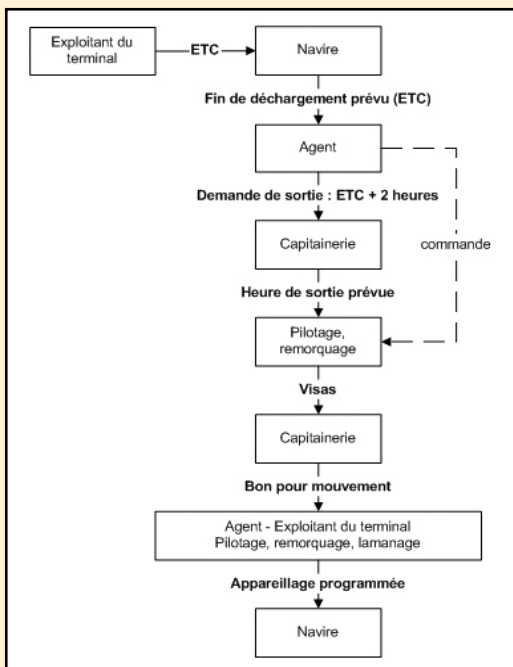 Exploitant du
terminal
ETC
Navire
Fin de déchargement prévu (ETC)
Agent
Demande de sortie : ETC + 2 heures
Capitainerie
commande
Heure de sortie prévue
Pilotage,
remorquage
Visas
Capitainerie
Bon pour mouvement
Agent - Exploitant du terminal
Pilotage, remorquage, lamanage
Appareillage programmée
Navire